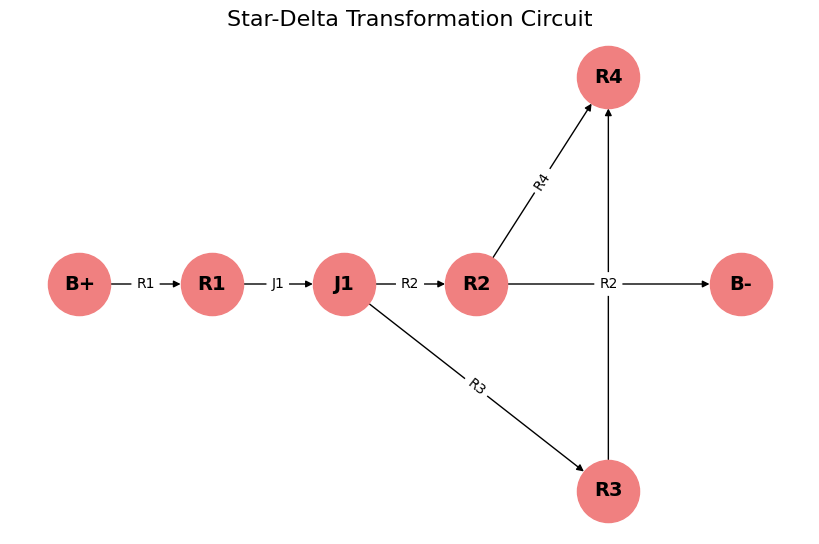 Star-Delta Transformation Circuit
R4
R4
B+
R1
R1
J1
J1
R2
R2
R2
B-
R3
R3